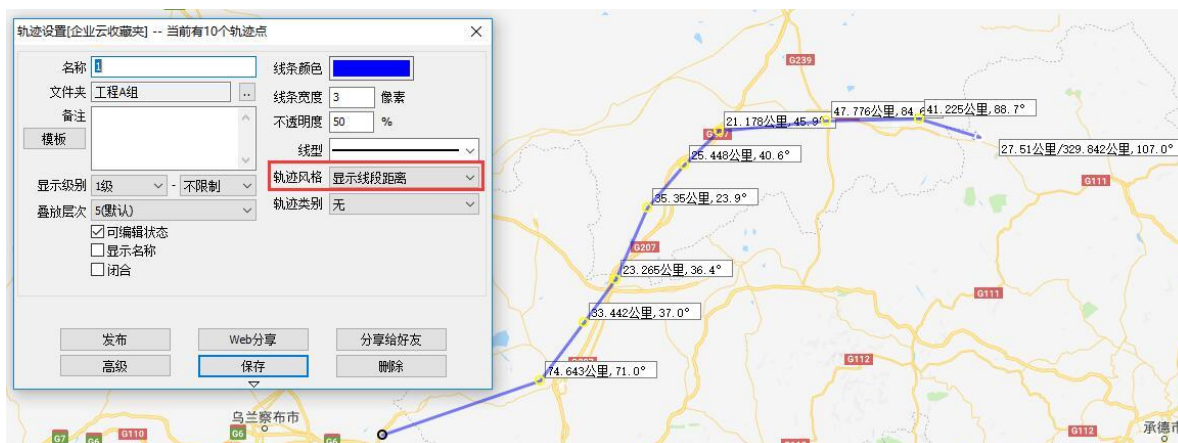 轨迹设置[企业云收藏夹] -- 当前有10个轨迹点
名称 1
文件夹 工程A组 ..
备注
模板
显示级别 1级 - 不限制
叠放层次 5(默认)
可编辑状态
显示名称
闭合
线条颜色
线条宽度 3 像素
不透明度 50 %
线型
轨迹风格 显示线段距离
轨迹类别 无
发布 Web分享 分享给好友
高级 保存 删除
G239
47.776公里,84.6
41.225公里,88.7°
21.178公里,45.9°
27.51公里/329.842公里,107.0°
25.448公里,40.6°
G111
35.35公里,23.9°
G207
23.265公里,36.4°
G111
33.442公里,37.0°
G112
74.643公里,71.0°
乌兰察布市
G7 G6 G110 G6 G6
G112
承德市